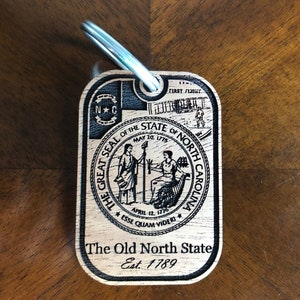 FIRST FLIGHT
N C
THE GREAT SEAL OF THE STATE OF NORTH CAROLINA
MAY 20, 1775
APRIL 12, 1776
ESSE QUAM VIDERI
The Old North State
Est. 1789